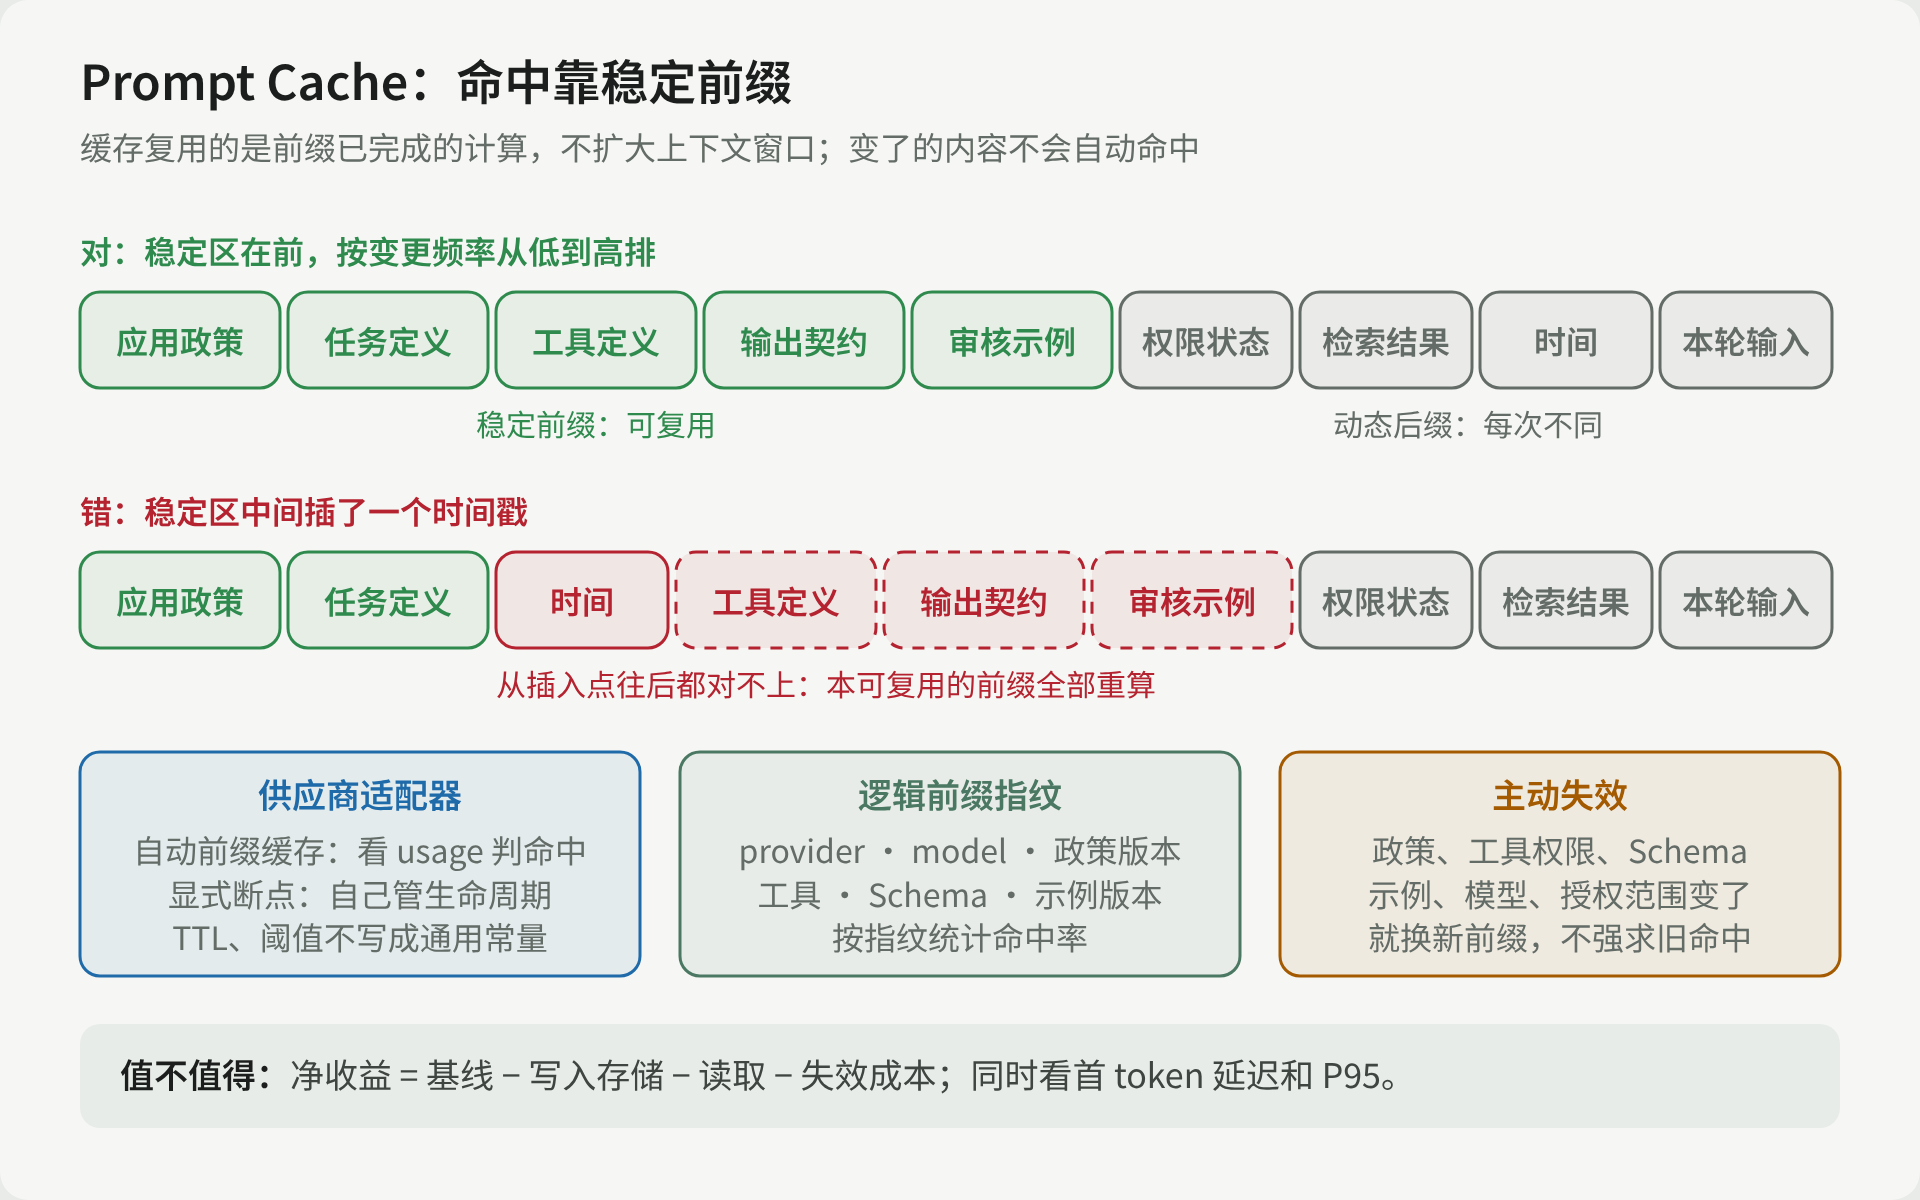 Prompt Cache：命中靠稳定前缀
缓存复用的是前缀已完成的计算，不扩大上下文窗口；变了的内容不会自动命中
对：稳定区在前，按变更频率从低到高排
应用政策 任务定义 工具定义 输出契约 审核示例 权限状态 检索结果 时间 本轮输入
稳定前缀：可复用 动态后缀：每次不同
错：稳定区中间插了一个时间戳
应用政策 任务定义 时间 工具定义 输出契约 审核示例 权限状态 检索结果 本轮输入
从插入点往后都对不上：本可复用的前缀全部重算
供应商适配器
自动前缀缓存：看 usage 判命中
显式断点：自己管生命周期
TTL、阈值不写成通用常量
逻辑前缀指纹
provider · model · 政策版本
工具 · Schema · 示例版本
按指纹统计命中率
主动失效
政策、工具权限、Schema
示例、模型、授权范围变了
就换新前缀，不强求旧命中
值不值得：净收益 = 基线 − 写入存储 − 读取 − 失效成本；同时看首 token 延迟和 P95。